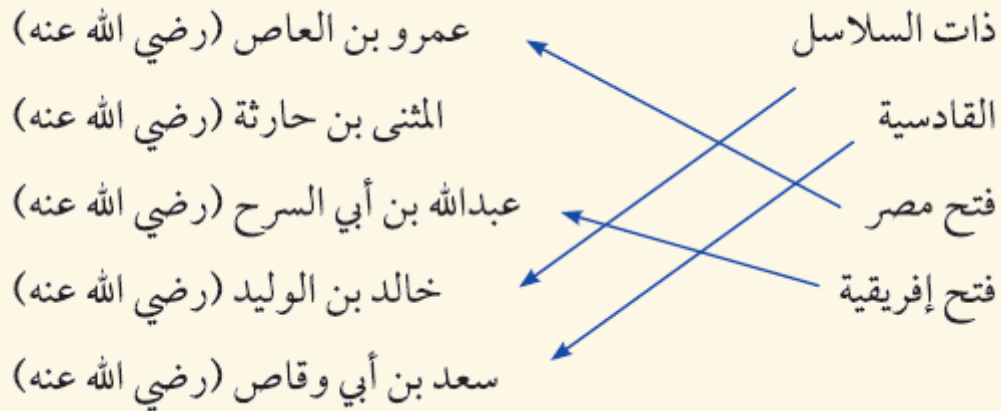 ذات السلاسل
القادسية
فتح مصر
فتح إفريقية
عمرو بن العاص (رضي الله عنه)
المثنى بن حارثة (رضي الله عنه)
عبدالله بن أبي السرح (رضي الله عنه)
خالد بن الوليد (رضي الله عنه)
سعد بن أبي وقاص (رضي الله عنه)